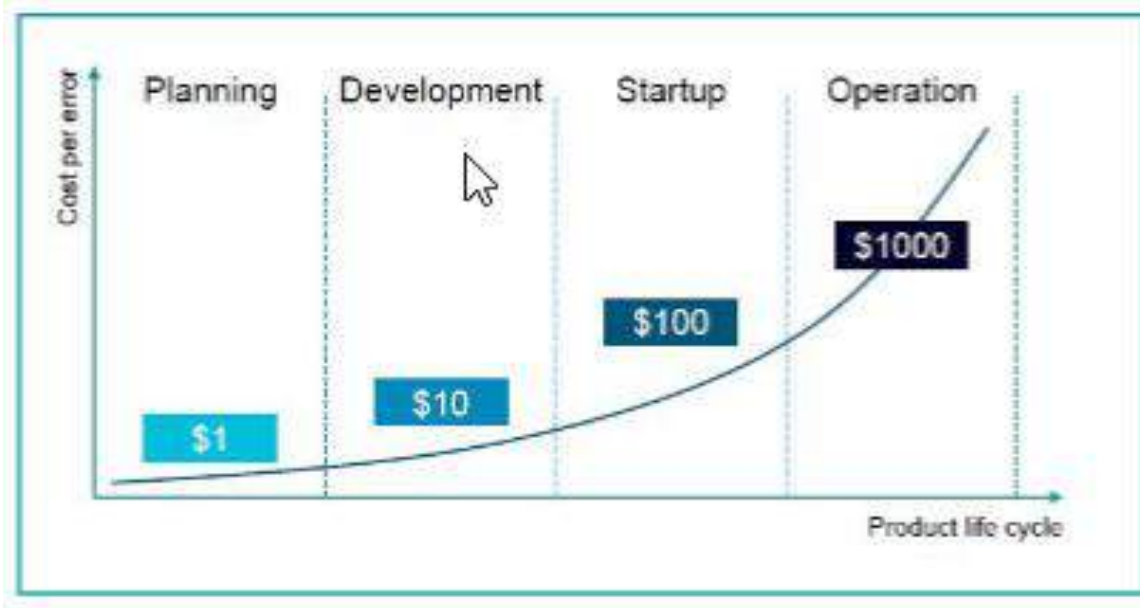 Cost per error
Planning
Development
Startup
Operation
$1
$10
$100
$1000
Product life cycle